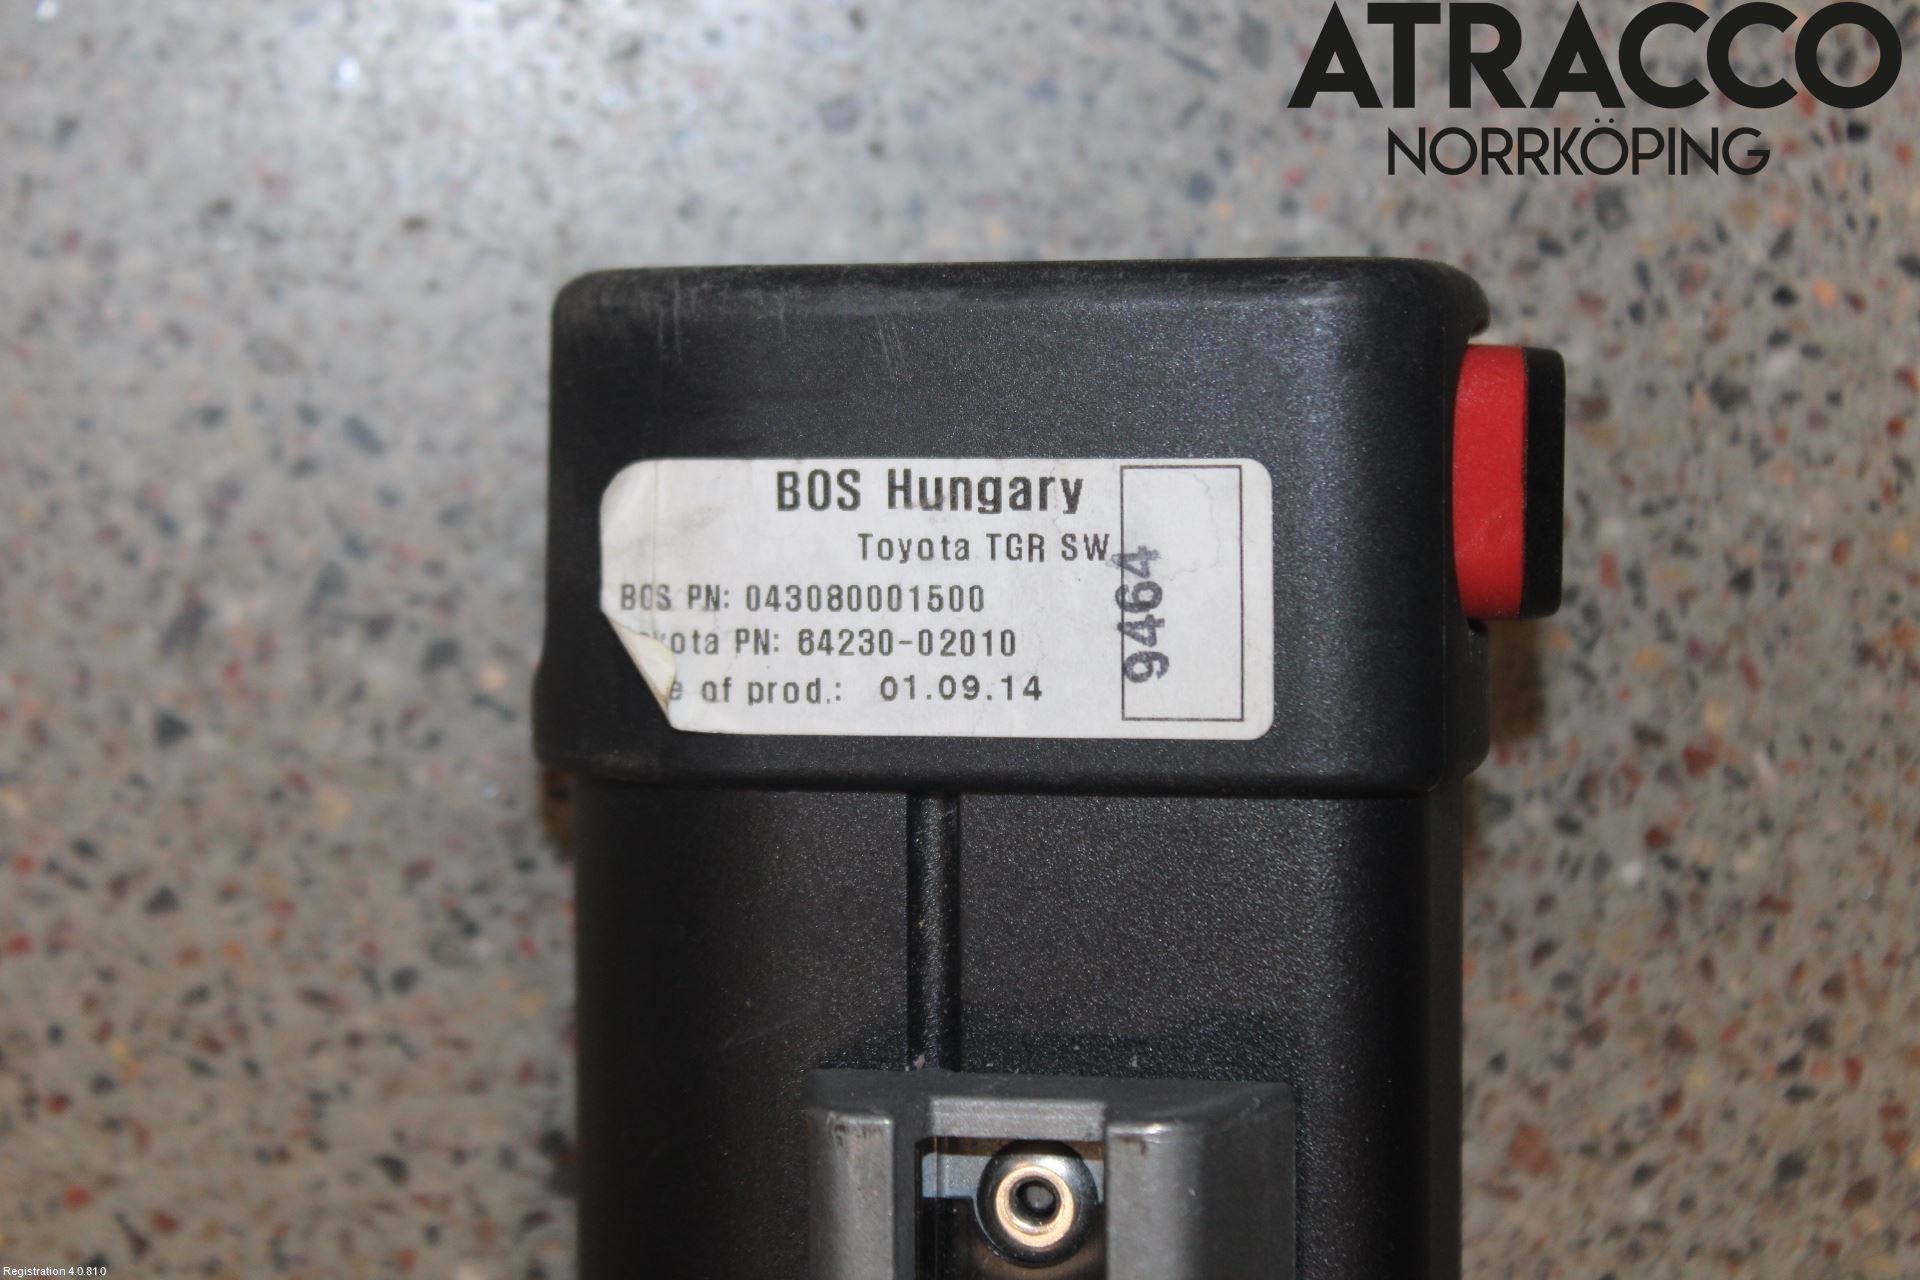 ATRACCO
NORRKÖPING
BOS Hungary
Toyota TGR SW
BOS PN: 043080001500
PN: 64230-02010
of prod.: 01.09.14
9464
Registration 4.0.81.0